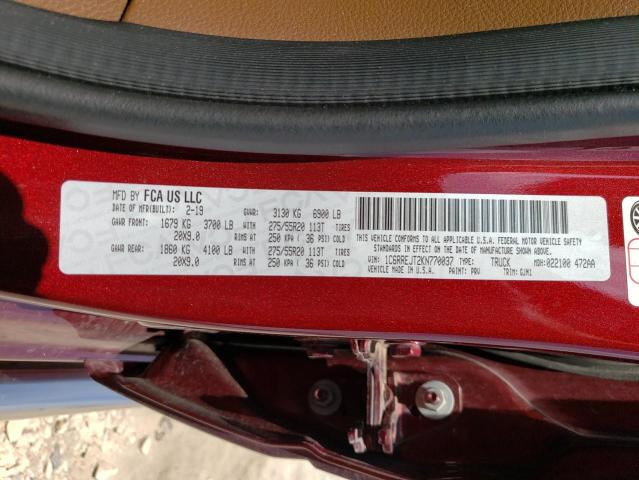 MFD BY FCA US LLC
DATE OF MFR(BUILT): 2-19 GVWR: 3130 KG 6900 LB
GAWR FRONT: 1679 KG 3700 LB WITH 275/55R20 113T TIRES
20X9.0 RIMS AT 250 KPA ( 36 PSI) COLD
GAWR REAR: 1860 KG 4100 LB WITH 275/55R20 113T TIRES
20X9.0 RIMS AT 250 KPA ( 36 PSI) COLD
THIS VEHICLE CONFORMS TO ALL APPLICABLE U.S.A. FEDERAL MOTOR VEHICLE SAFETY
STANDARDS IN EFFECT ON THE DATE OF MANUFACTURE SHOWN ABOVE.
VIN: 1C6RREJT2KN770037 TYPE: TRUCK MDH: 022100 472AA
MADE IN U.S.A. PAINT: PRV TRIM: GJMJ